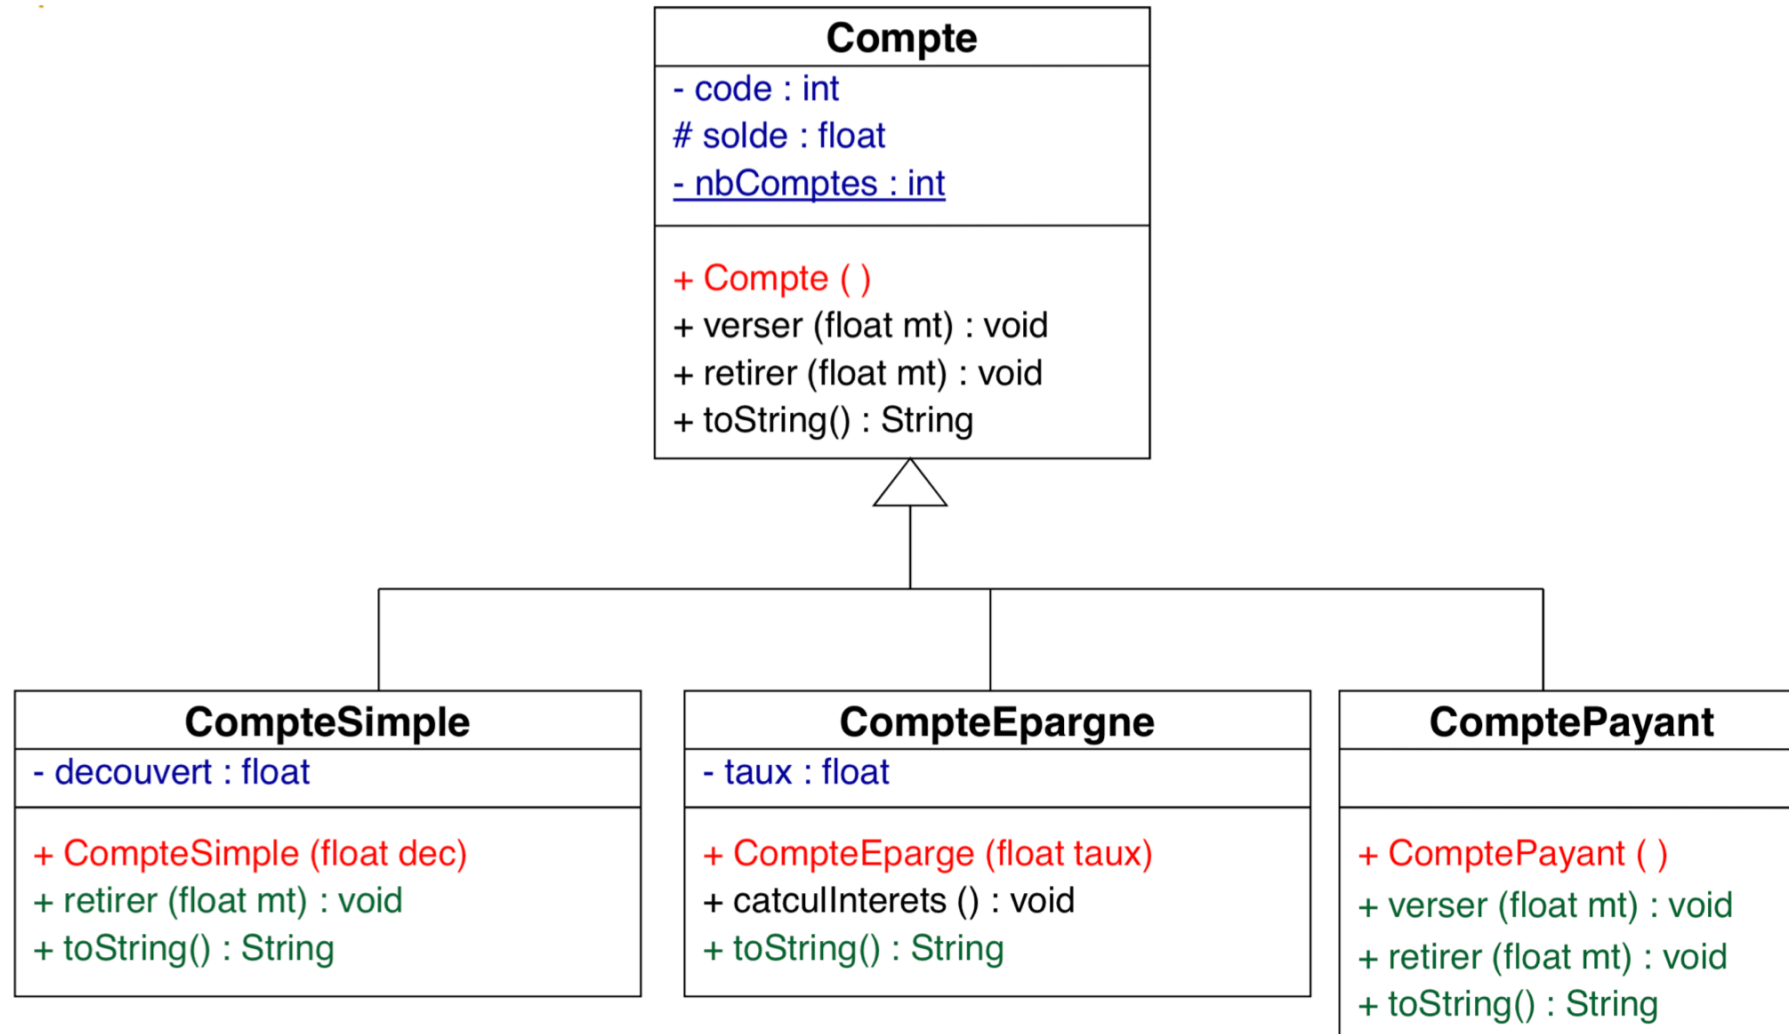 Compte
- code : int
# solde : float
- nbComptes : int
+ Compte ( )
+ verser (float mt) : void
+ retirer (float mt) : void
+ toString() : String
CompteSimple
- decouvert : float
+ CompteSimple (float dec)
+ retirer (float mt) : void
+ toString() : String
CompteEpargne
- taux : float
+ CompteEparge (float taux)
+ catculInterets () : void
+ toString() : String
ComptePayant
+ ComptePayant ( )
+ verser (float mt) : void
+ retirer (float mt) : void
+ toString() : String